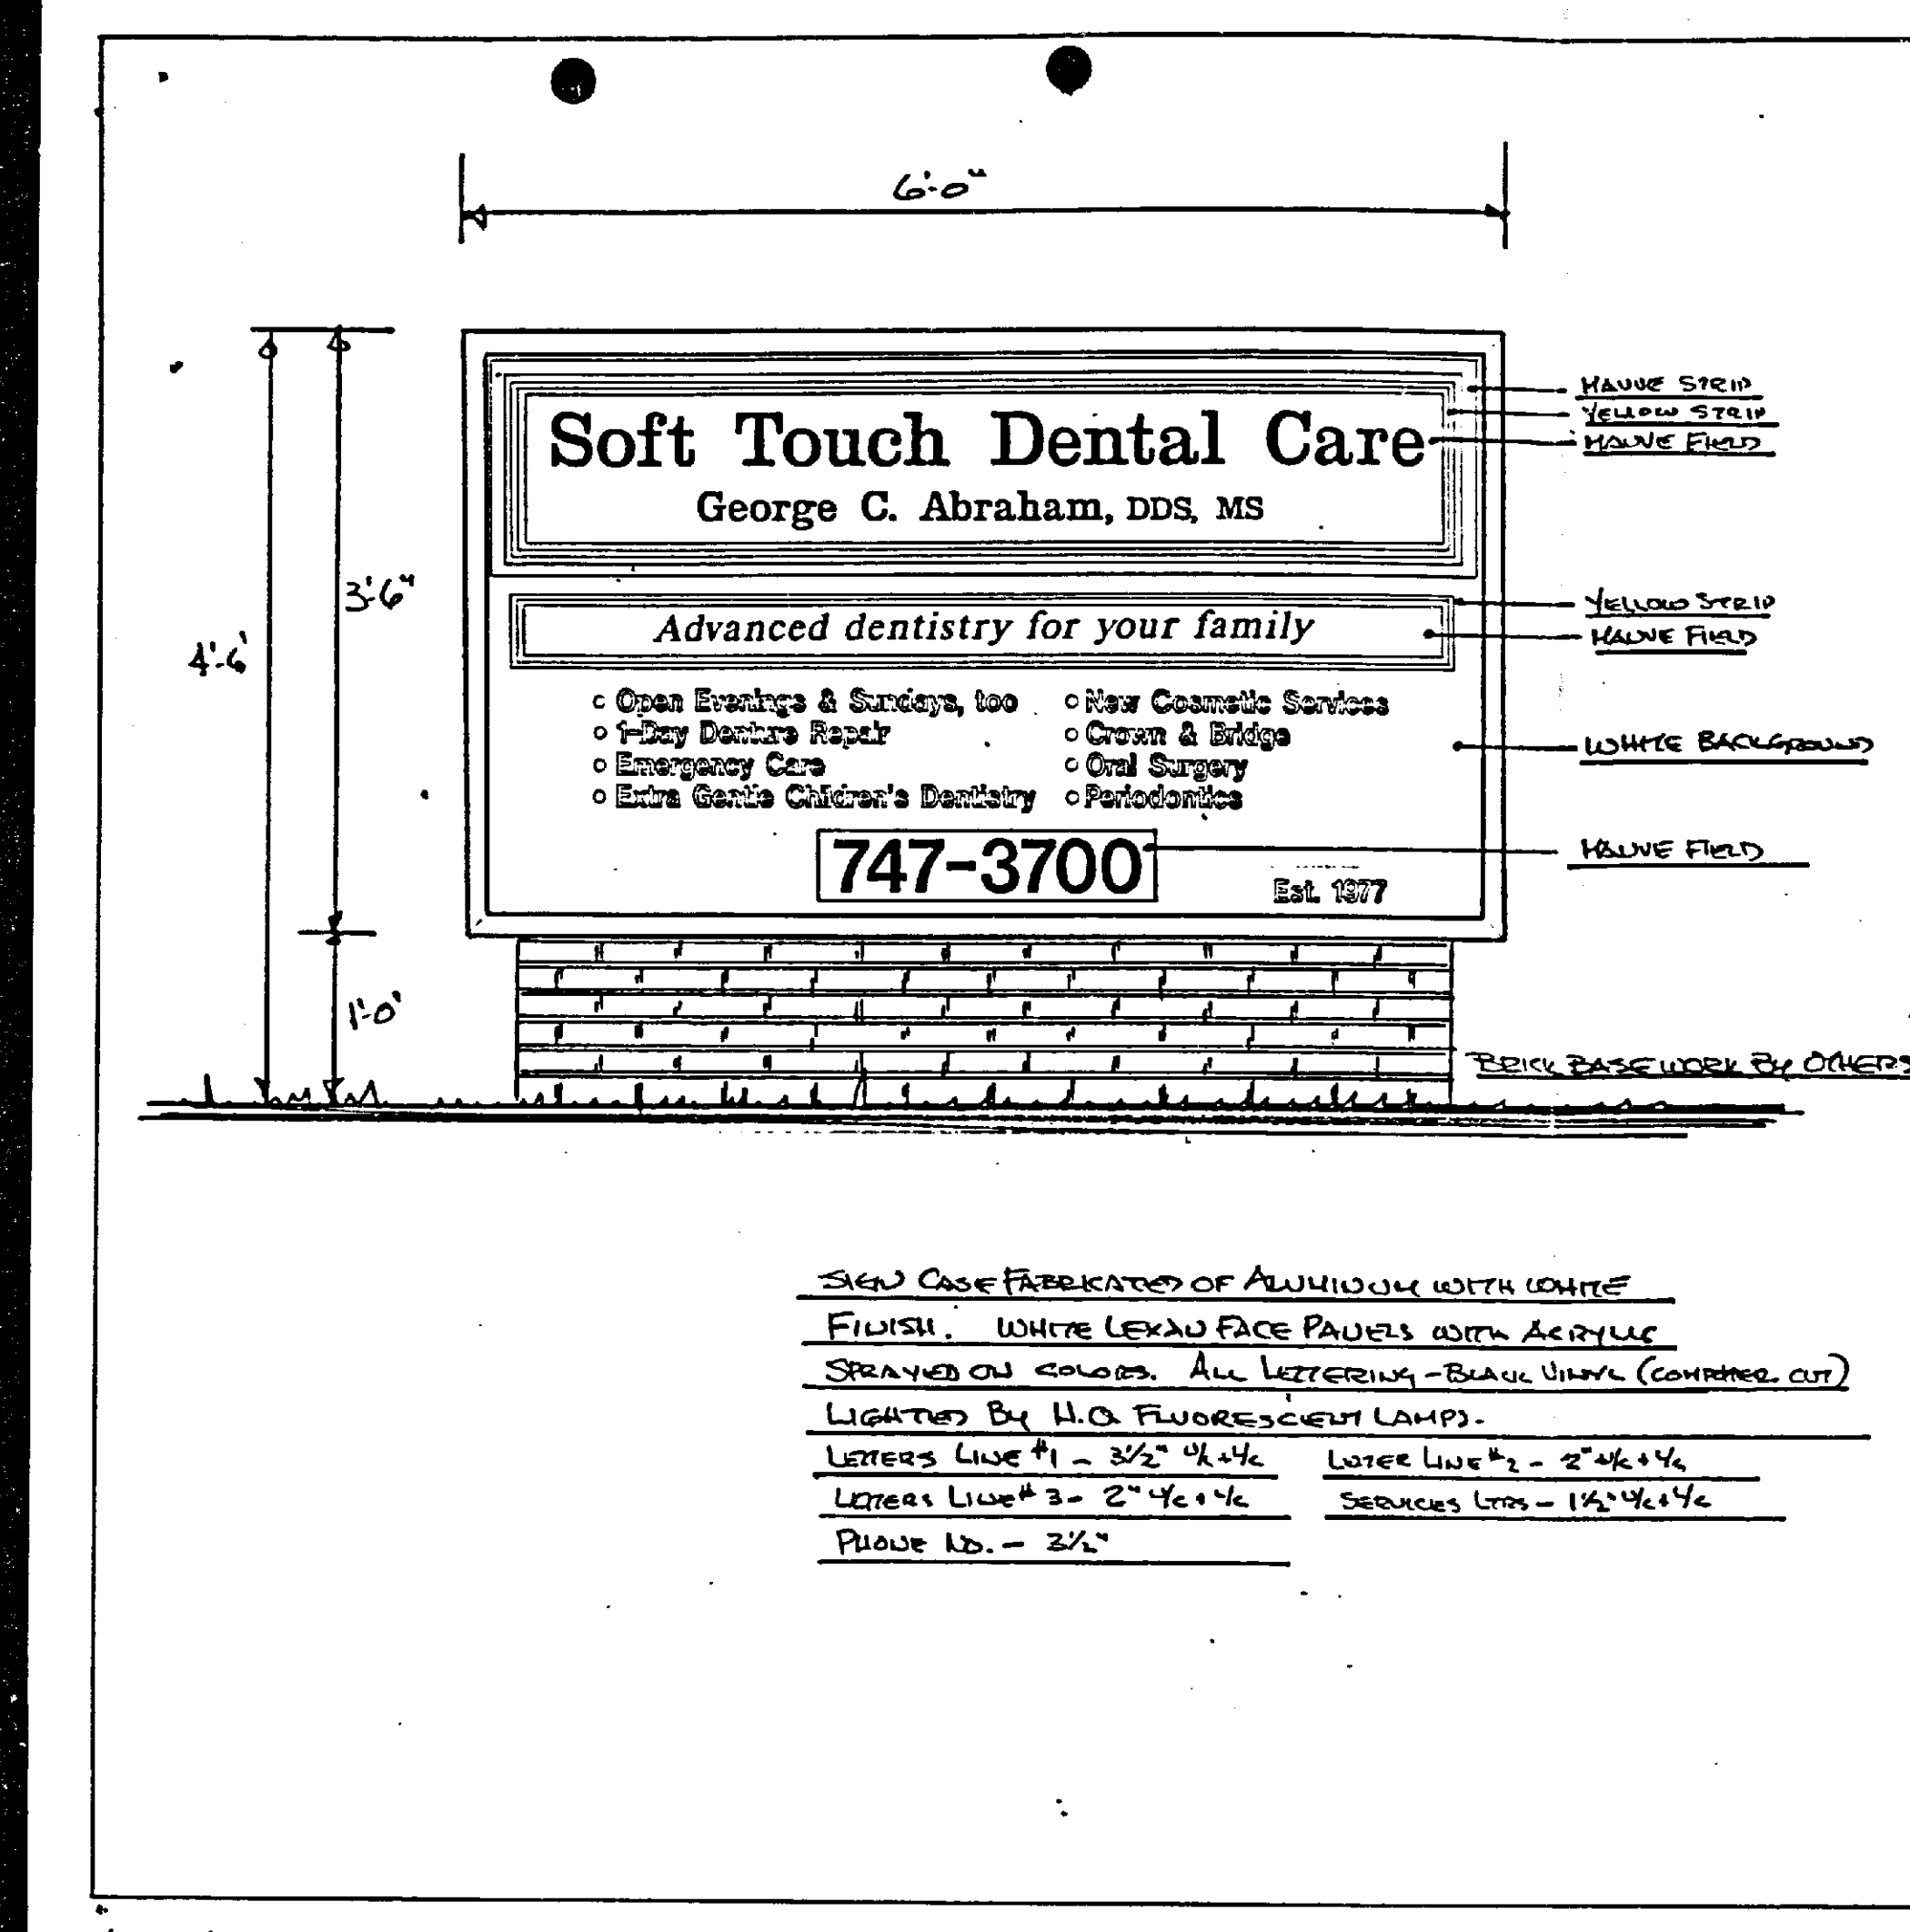 6'-0"
MAUVE STRIP
YELLOW STRIP
MAUVE FIELD
Soft Touch Dental Care
George C. Abraham, DDS, MS
3'-6"
4'-6'
YELLOW STRIP
MAUVE FIELD
Advanced dentistry for your family
○ Open Evenings & Sundays, too ○ New Cosmetic Services
○ 1-Day Denture Repair ○ Crown & Bridge
○ Emergency Care ○ Oral Surgery
○ Extra Gentle Children's Dentistry ○ Periodontics
WHITE BACKGROUND
747-3700
MAUVE FIELD
Est. 1977
1'-0'
BRICK BASE WORK BY OTHERS
SIGN CASE FABRICATED OF ALUMINUM WITH WHITE
FINISH. WHITE LEXAN FACE PANELS WITH ACRYLIC
SPRAYED ON COLORS. ALL LETTERING - BLACK VINYL (COMPUTER CUT)
LIGHTED BY H.O. FLUORESCENT LAMPS.
LETTERS LINE #1 - 3½" U/C + L/C LETTER LINE #2 - 2" U/C + L/C
LETTERS LINE #3 - 2" U/C + L/C SERVICES LTRS - 1½" U/C + L/C
PHONE NO. - 3½"